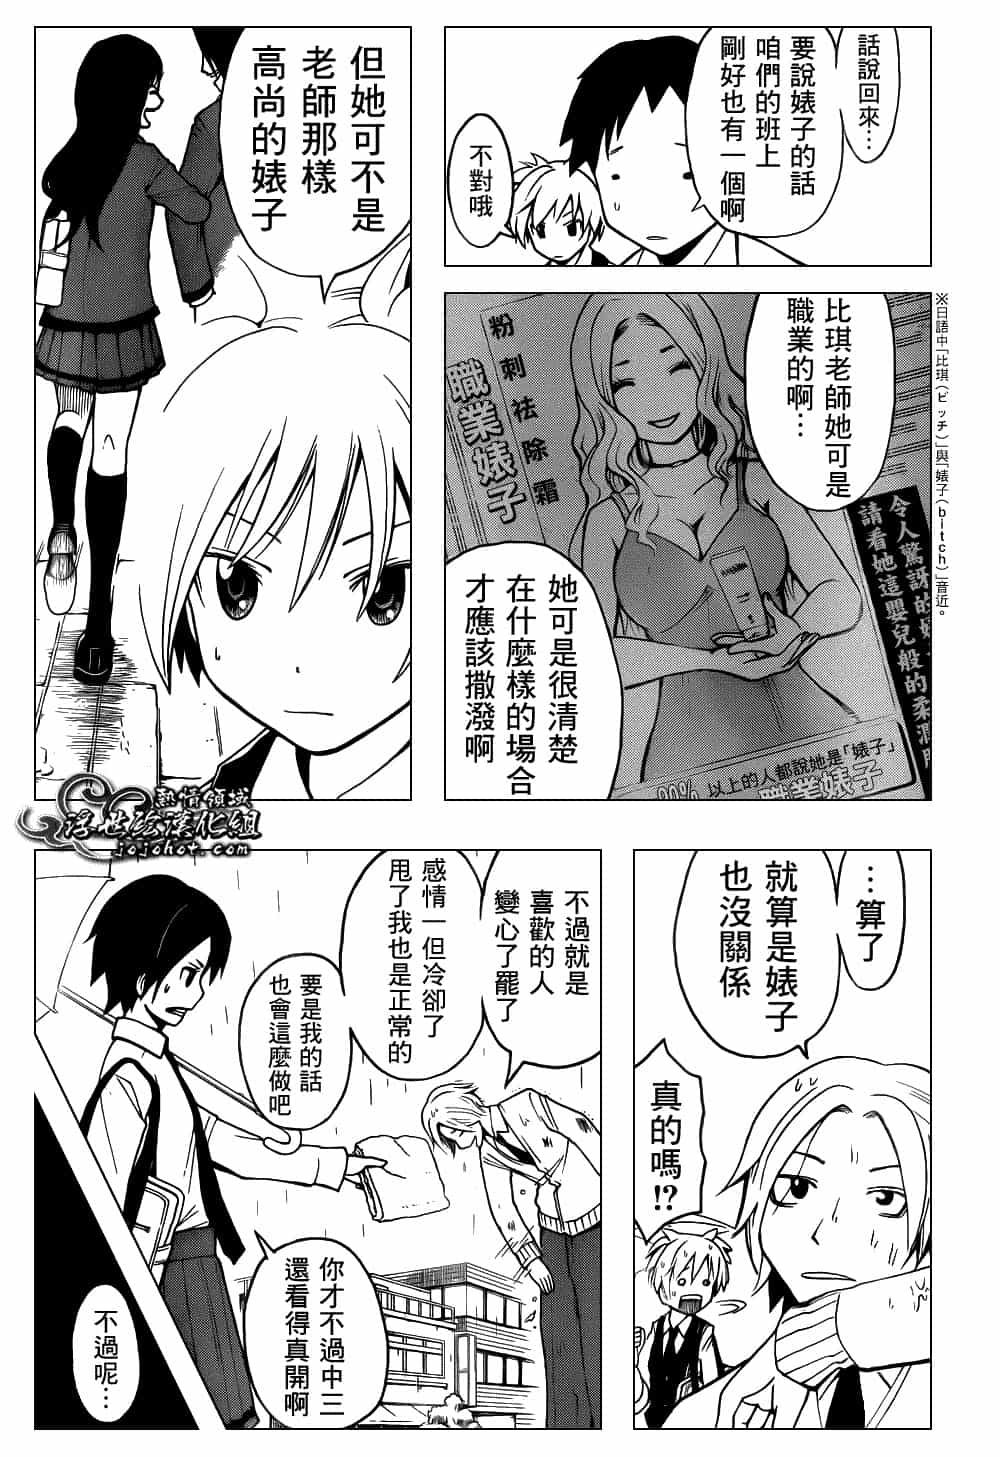 話說回來…
要說婊子的話
咱們的班上
剛好也有一個啊
不對哦
※日語中「比琪（ビッチ）」與「婊子（bitch）」音近。
比琪老師她可是
職業的啊…
粉刺祛除霜
職業婊子
令人驚訝的
請看她這嬰兒般的柔潤
以上的人都說她是「婊子」
職業婊子
她可是很清楚
在什麼樣的場合
才應該撒潑啊
但她可不是
老師那樣
高尚的婊子
熱情領域
浮世繪漢化組
jojohot.com
…算了
就算是婊子
也沒關係
真的嗎!?
不過就是
喜歡的人
變心了罷了
感情一但冷卻了
甩了我也是正常的
要是我的話
也會這麼做吧
你才不過中三
還看得真開啊
不過呢…